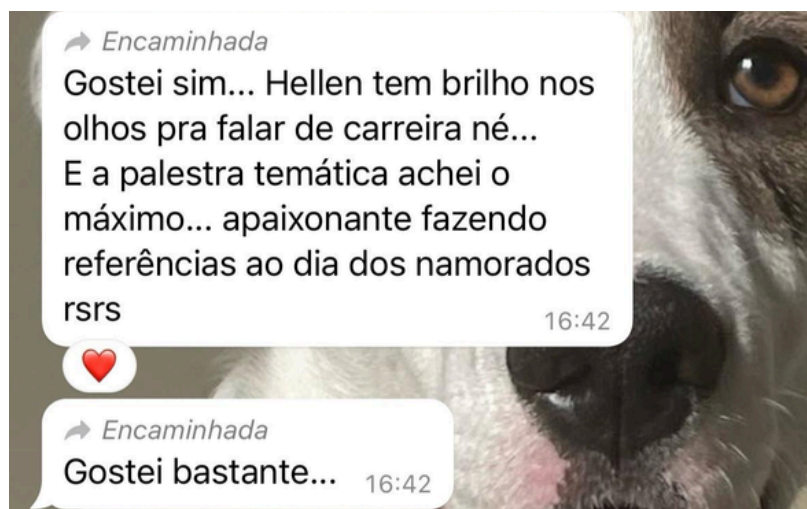 Encaminhada
Gostei sim... Hellen tem brilho nos
olhos pra falar de carreira né...
E a palestra temática achei o
máximo... apaixonante fazendo
referências ao dia dos namorados
rsrs
16:42
Encaminhada
Gostei bastante...
16:42